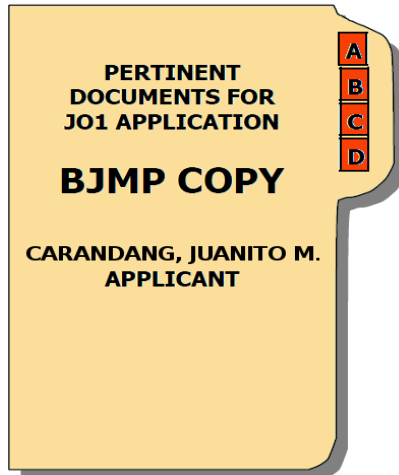 PERTINENT
DOCUMENTS FOR
JO1 APPLICATION
BJMP COPY
CARANDANG, JUANITO M.
APPLICANT
A
B
C
D